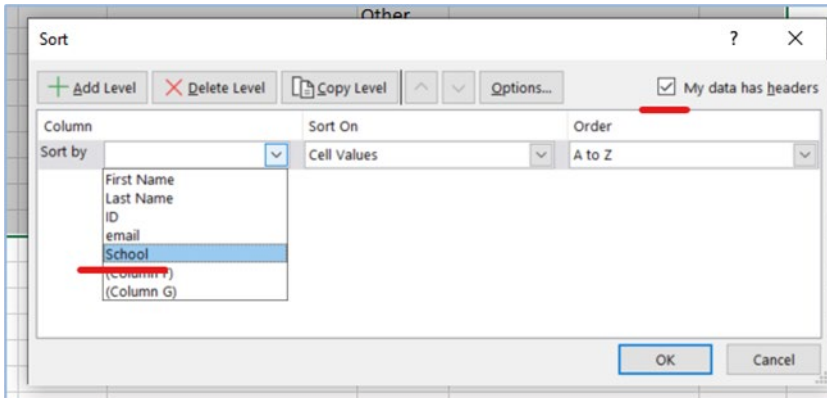 Other
Sort ?
Add Level Delete Level Copy Level Options... My data has headers
Column Sort On Order
Sort by Cell Values A to Z
First Name
Last Name
ID
email
School
(Column F)
(Column G)
OK Cancel